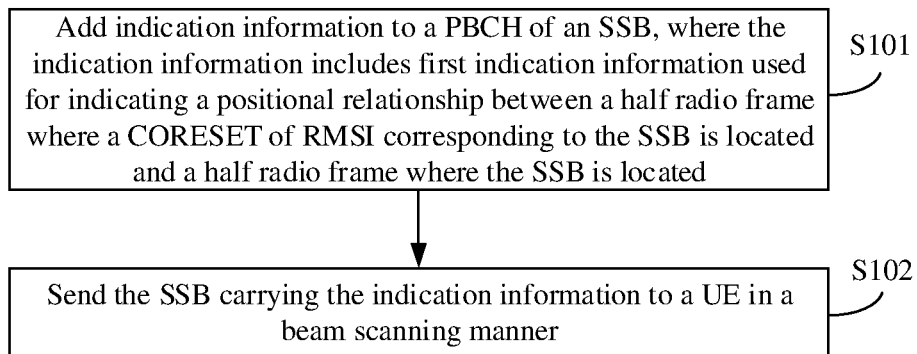 Add indication information to a PBCH of an SSB, where the
indication information includes first indication information used
for indicating a positional relationship between a half radio frame
where a CORESET of RMSI corresponding to the SSB is located
and a half radio frame where the SSB is located
S101
Send the SSB carrying the indication information to a UE in a
beam scanning manner
S102